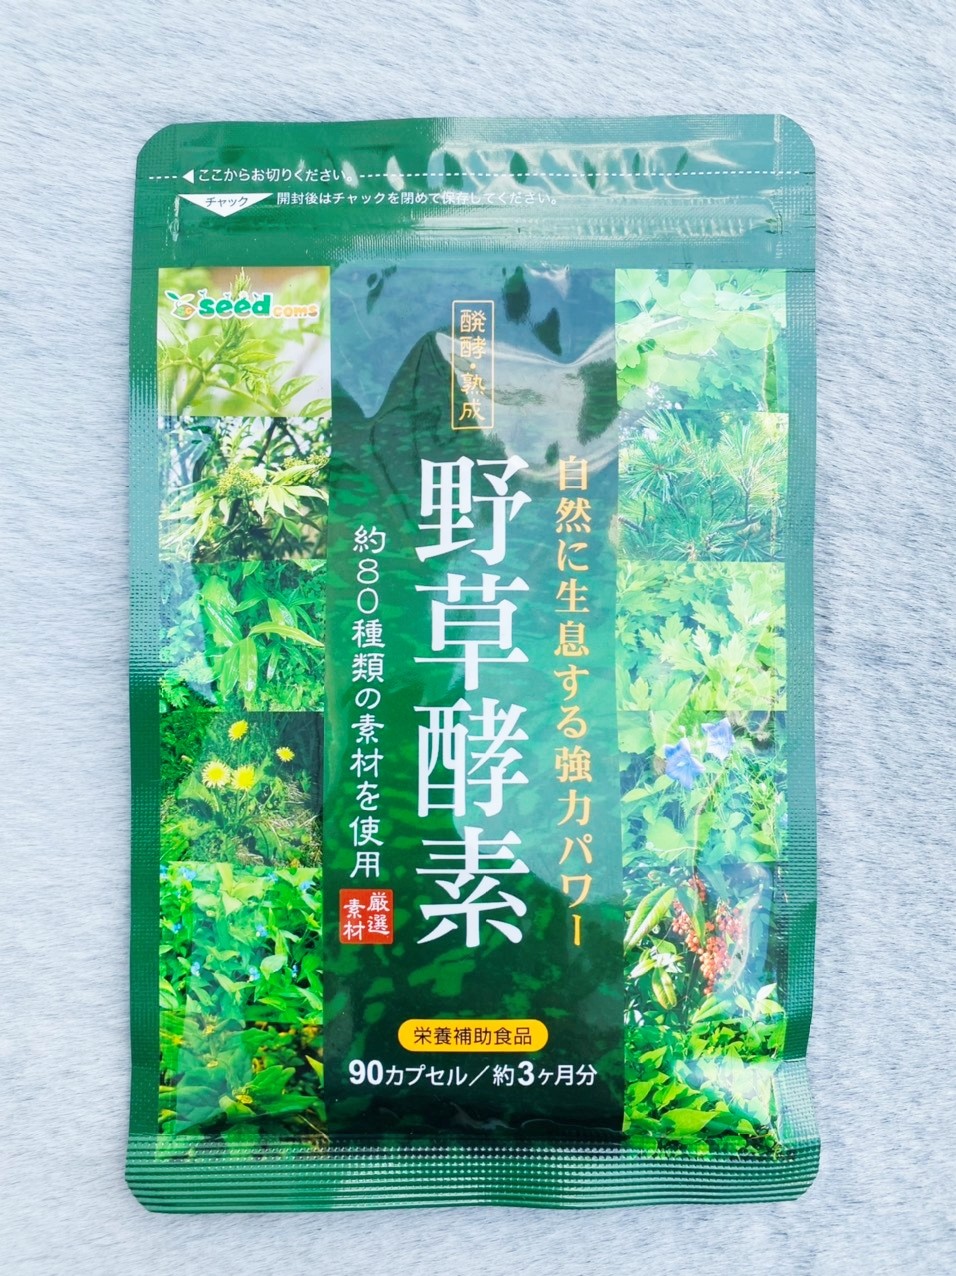 ここからお切りください。
チャック
開封後はチャックを閉めて保存してください。
seedcoms
醗酵・熟成
自然に生息する強力パワー
野草酵素
約80種類の素材を使用
厳選
素材
栄養補助食品
90カプセル／約3ヶ月分